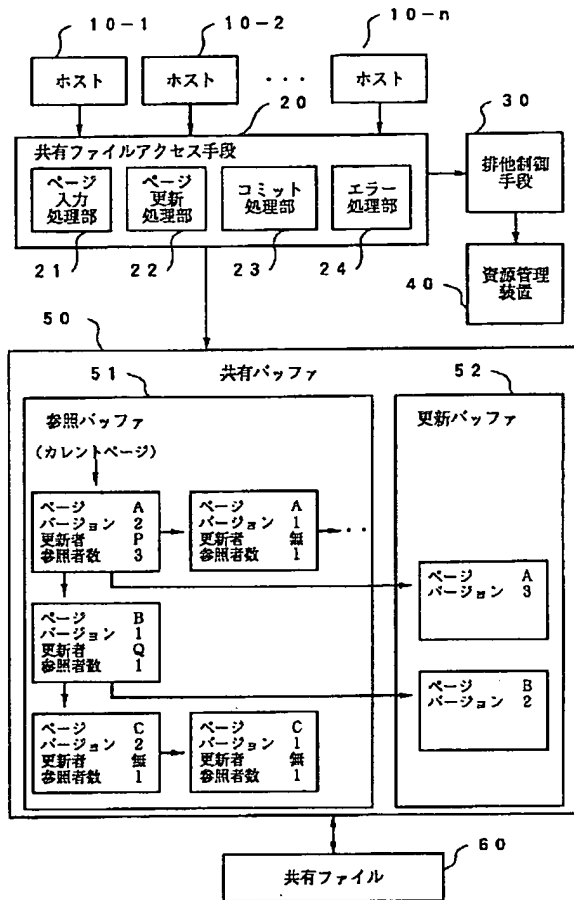 10-1
10-2
10-n
ホスト
ホスト
・・・
ホスト
20
30
共有ファイルアクセス手段
ページ
入力
処理部
ページ
更新
処理部
コミット
処理部
エラー
処理部
排他制御
手段
21
22
23
24
40
資源管理
装置
50
51
共有バッファ
52
参照バッファ
更新バッファ
(カレントページ)
ページ A
バージョン 2
更新者 P
参照者数 3
ページ A
バージョン 1
更新者 無
参照者数 1
・・
ページ A
バージョン 3
ページ B
バージョン 1
更新者 Q
参照者数 1
ページ B
バージョン 2
ページ C
バージョン 2
更新者 無
参照者数 1
ページ C
バージョン 1
更新者 無
参照者数 1
60
共有ファイル